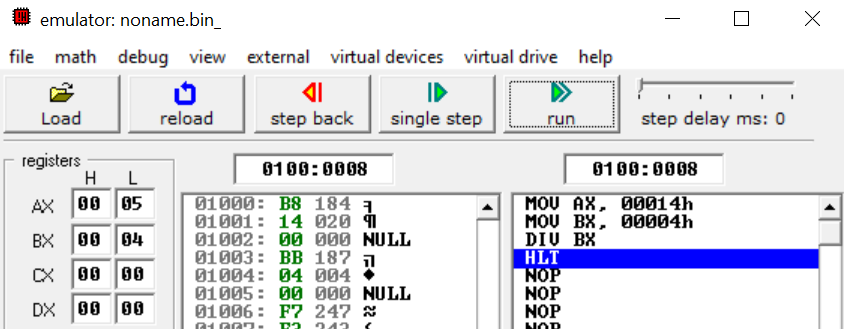 emulator: noname.bin_
file math debug view external virtual devices virtual drive help
Load reload step back single step run step delay ms: 0
registers
H L
AX 00 05
BX 00 04
CX 00 00
DX 00 00
0100:0008
01000: B8 184 ╕
01001: 14 020 ¶
01002: 00 000 NULL
01003: BB 187 ╗
01004: 04 004 ♦
01005: 00 000 NULL
01006: F7 247 ≈
0100:0008
MOV AX, 00014h
MOV BX, 00004h
DIV BX
HLT
NOP
NOP
NOP
NOP